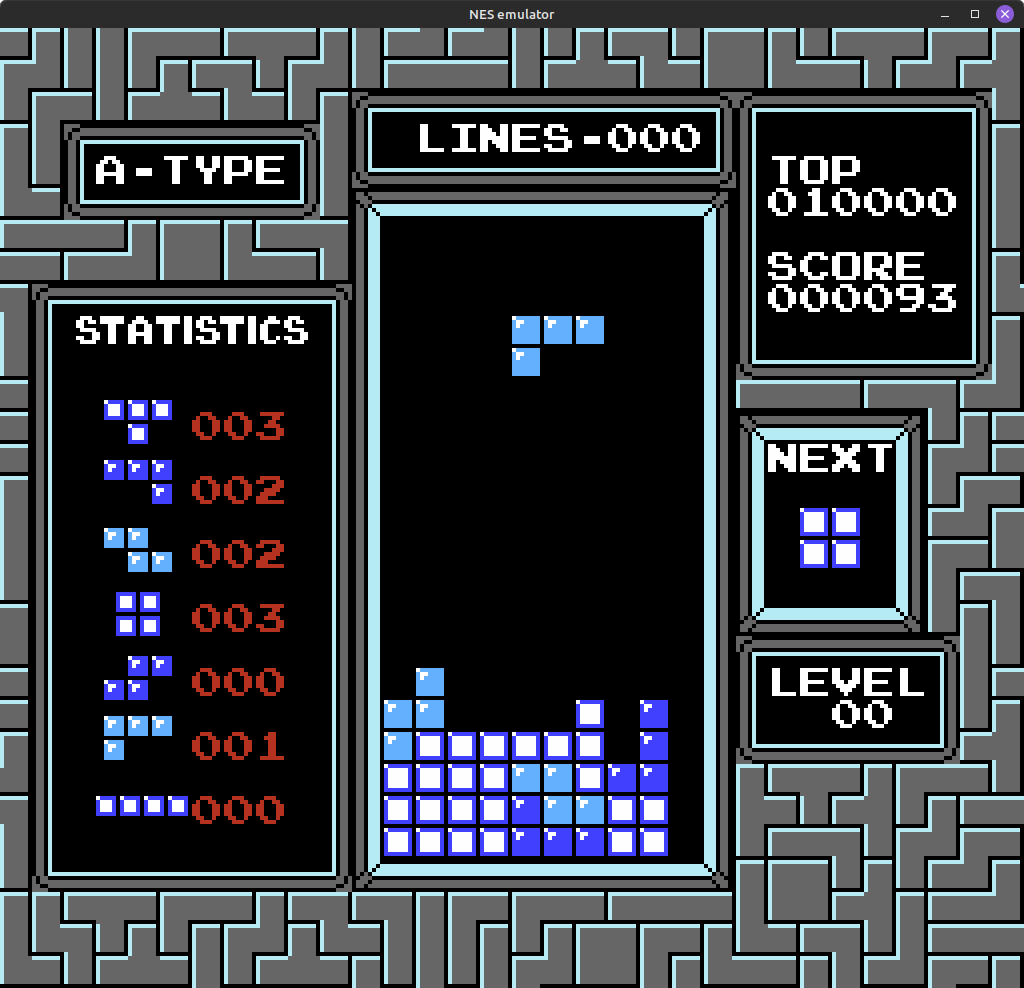 NES emulator
A-TYPE
LINES-000
TOP
010000
SCORE
000093
STATISTICS
003
002
002
003
000
001
000
NEXT
LEVEL
00